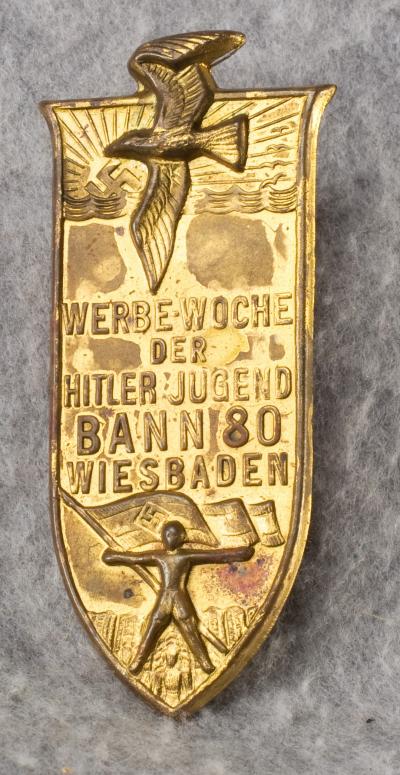 WERBE-WOCHE
DER
HITLER-JUGEND
BANN 80
WIESBADEN